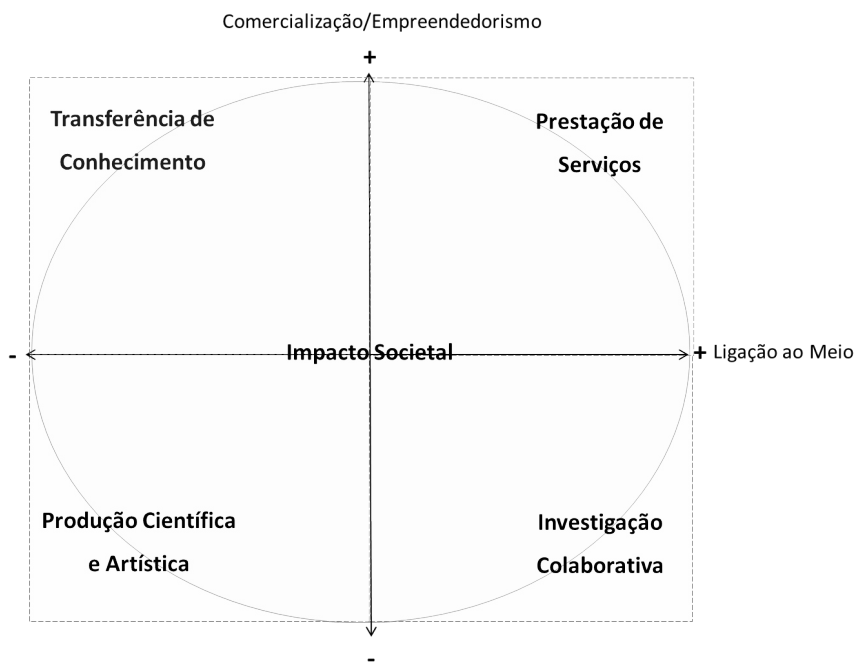 Comercialização/Empreendedorismo
+
Transferência de
Conhecimento
Prestação de
Serviços
-
Impacto Societal
+ Ligação ao Meio
Produção Científica
e Artística
Investigação
Colaborativa
-